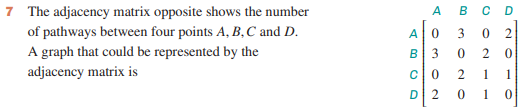 7 The adjacency matrix opposite shows the number
of pathways between four points A, B, C and D.
A graph that could be represented by the
adjacency matrix is
A B C D
A 0 3 0 2
B 3 0 2 0
C 0 2 1 1
D 2 0 1 0